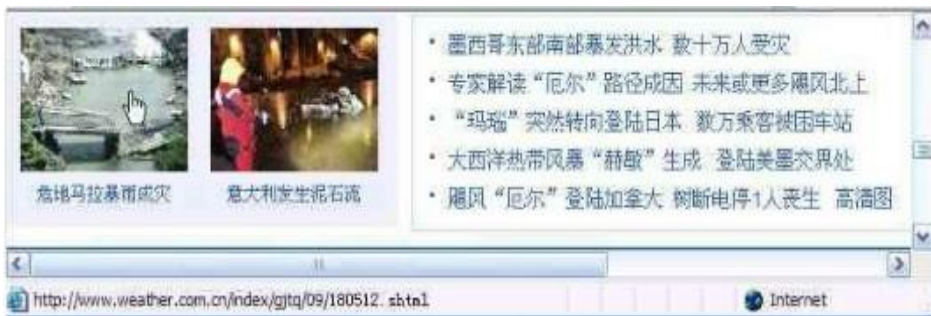 墨西哥东部南部暴发洪水 数十万人受灾
专家解读“厄尔”路径成因 未来或更多飓风北上
“玛瑙”突然转向登陆日本 数万乘客被困车站
大西洋热带风暴“赫敏”生成 登陆美墨交界处
飓风“厄尔”登陆加拿大 树断电停1人丧生 高清图
危地马拉暴雨成灾
意大利发生泥石流
http://www.weather.com.cn/index/gjtq/09/180512.shtml
Internet